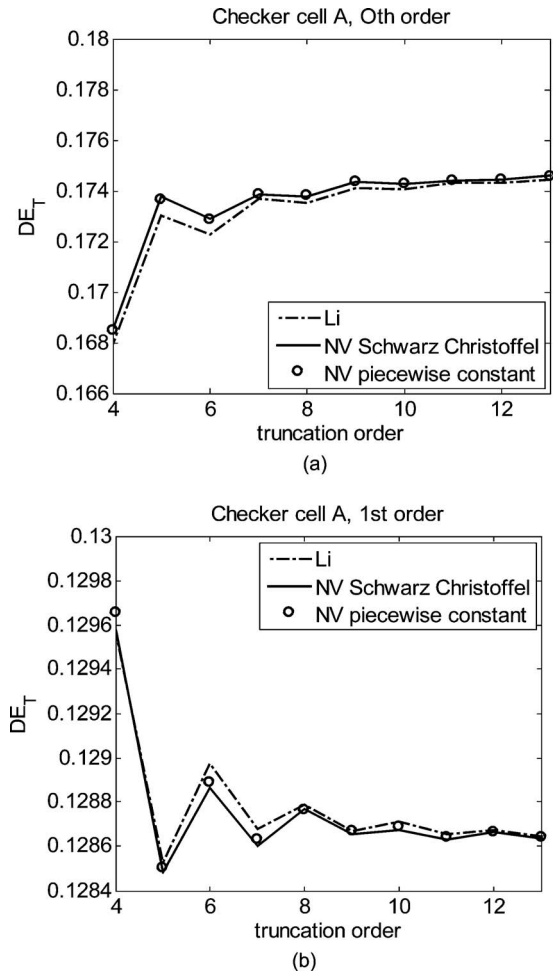 Checker cell A, Oth order
0.18
0.178
0.176
0.174
0.172
0.17
0.168
0.166
DE_T
Li
NV Schwarz Christoffel
NV piecewise constant
4 6 8 10 12
truncation order
(a)
Checker cell A, 1st order
0.13
0.1298
0.1296
0.1294
0.1292
0.129
0.1288
0.1286
0.1284
DE_T
Li
NV Schwarz Christoffel
NV piecewise constant
4 6 8 10 12
truncation order
(b)